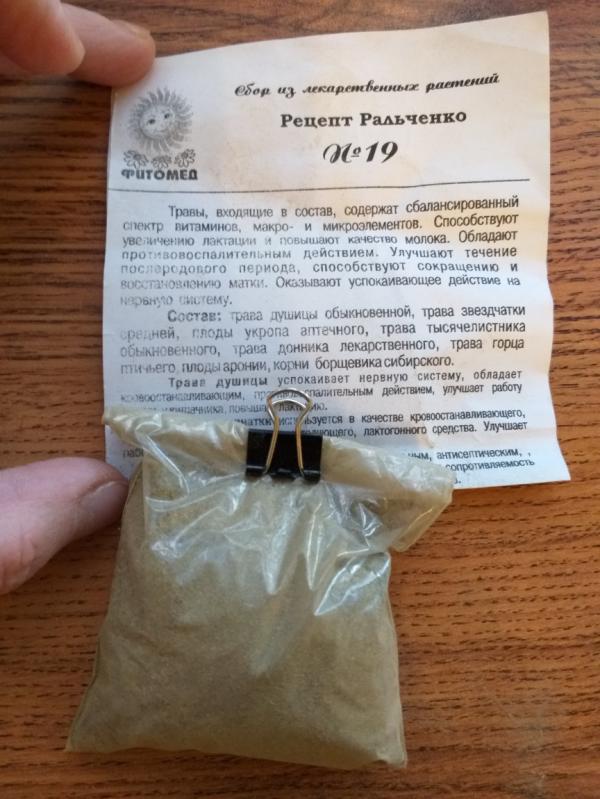 Сбор из лекарственных растений
Рецепт Ральченко
№19
ФИТОМЕД
Травы, входящие в состав, содержат сбалансированный
спектр витаминов, макро- и микроэлементов. Способствуют
увеличению лактации и повышают качество молока. Обладают
противовоспалительным действием. Улучшают течение
послеродового периода, способствуют сокращению и
восстановлению матки. Оказывают успокаивающее действие на
нервную систему.
Состав: трава душицы обыкновенной, трава звездчатки
средней, плоды укропа аптечного, трава тысячелистника
обыкновенного, трава донника лекарственного, трава горца
птичьего, плоды аронии, корни борщевика сибирского.
Трава душицы успокаивает нервную систему, обладает
кровоостанавливающим, действием, улучшает работу
кишечника,
используется в качестве кровоостанавливающего,
лактогонного средства. Улучшает
антисептическим,
сопротивляемость